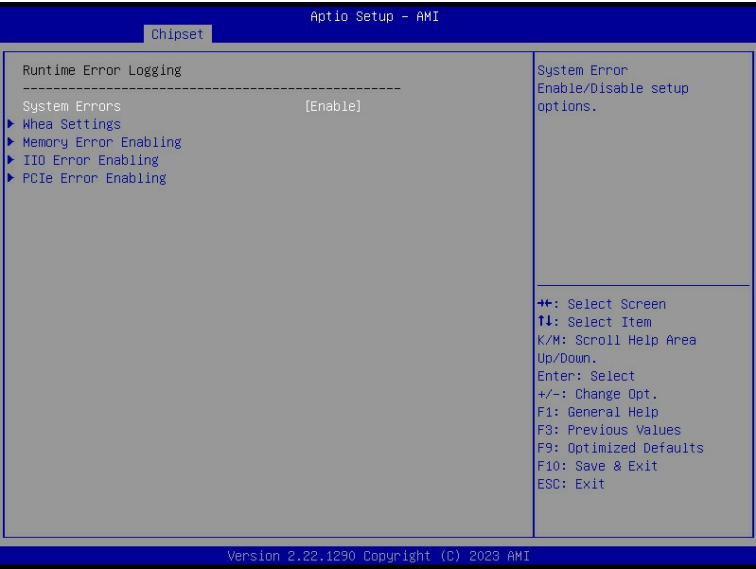 Aptio Setup – AMI
Chipset
Runtime Error Logging
------------------------------------------------
System Errors [Enable]
▶ Whea Settings
▶ Memory Error Enabling
▶ IIO Error Enabling
▶ PCIe Error Enabling
System Error
Enable/Disable setup
options.
→←: Select Screen
↑↓: Select Item
K/M: Scroll Help Area
Up/Down.
Enter: Select
+/-: Change Opt.
F1: General Help
F3: Previous Values
F9: Optimized Defaults
F10: Save & Exit
ESC: Exit
Version 2.22.1290 Copyright (C) 2023 AMI